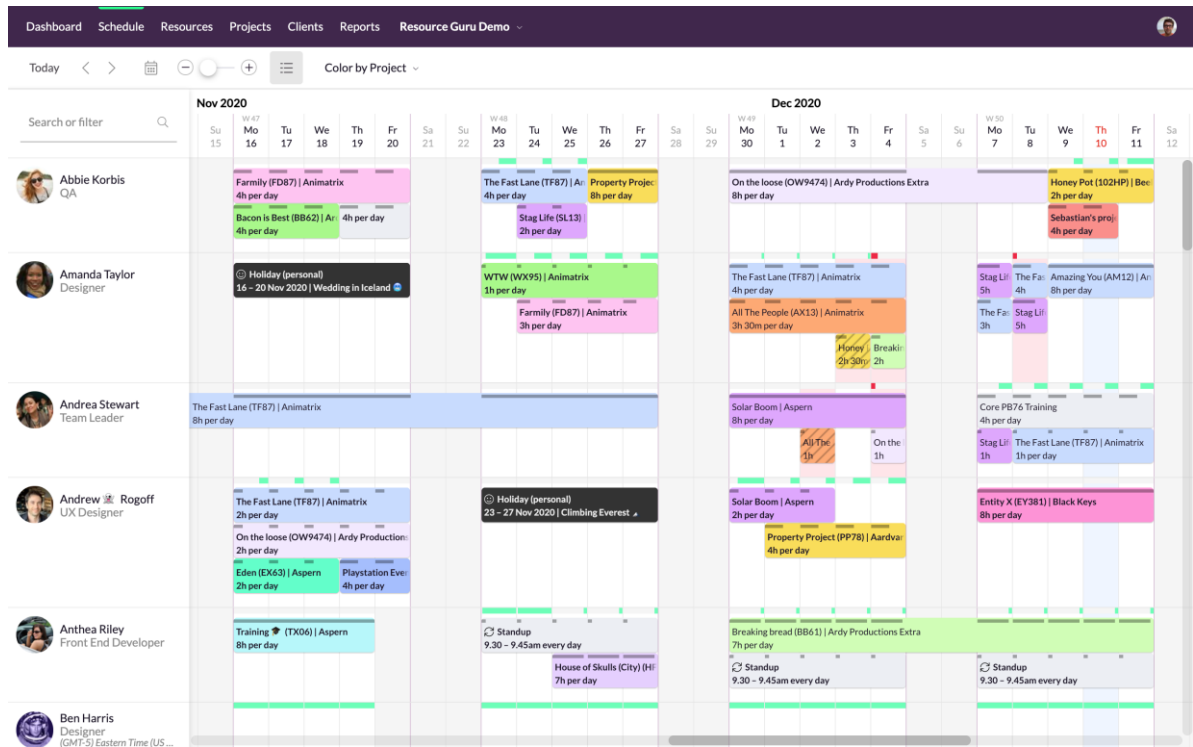 Dashboard Schedule Resources Projects Clients Reports Resource Guru Demo
Today Color by Project
Nov 2020 Dec 2020
Search or filter
W 47 W 48 W 49 W 50
Su Mo Tu We Th Fr Sa Su Mo Tu We Th Fr Sa Su Mo Tu We Th Fr Sa Su Mo Tu We Th Fr Sa
15 16 17 18 19 20 21 22 23 24 25 26 27 28 29 30 1 2 3 4 5 6 7 8 9 10 11 12
Abbie Korbis
QA
Farmily (FD87) | Animatrix
4h per day
Bacon is Best (BB62) |
4h per day
4h per day
The Fast Lane (TF87) |
4h per day
Property
8h per day
Stag Life (SL13)
2h per day
On the loose (OW9474) | Ardy Productions Extra
8h per day
Honey Pot (102HP) |
2h per day
Sebastian's
4h per day
Amanda Taylor
Designer
Holiday (personal)
16 – 20 Nov 2020 | Wedding in Iceland
WTW (WX95) | Animatrix
1h per day
Farmily (FD87) | Animatrix
3h per day
The Fast Lane (TF87) | Animatrix
4h per day
All The People (AX13) | Animatrix
3h 30m per day
Honey
2h 30m
Breakin
2h
Stag Lif
5h
The Fas
4h
Amazing You (AM12) | An
8h per day
The Fas
3h
Stag Lif
5h
Andrea Stewart
Team Leader
The Fast Lane (TF87) | Animatrix
8h per day
Solar Boom | Aspern
8h per day
All The
1h
On the
1h
Core PB76 Training
4h per day
Stag Lif
1h
The Fast Lane (TF87) | Animatrix
1h per day
Andrew Rogoff
UX Designer
The Fast Lane (TF87) | Animatrix
2h per day
On the loose (OW9474) | Ardy Productions
2h per day
Eden (EX63) | Aspern
2h per day
Playstation Ever
4h per day
Holiday (personal)
23 – 27 Nov 2020 | Climbing Everest
Solar Boom | Aspern
2h per day
Property Project (PP78) | Aardvar
4h per day
Entity X (EY381) | Black Keys
8h per day
Anthea Riley
Front End Developer
Training (TX06) | Aspern
8h per day
Standup
9.30 – 9.45am every day
House of Skulls (City) (HF
7h per day
Breaking bread (BB61) | Ardy Productions Extra
7h per day
Standup
9.30 – 9.45am every day
Standup
9.30 – 9.45am every day
Ben Harris
Designer
(GMT-5) Eastern Time (US ...